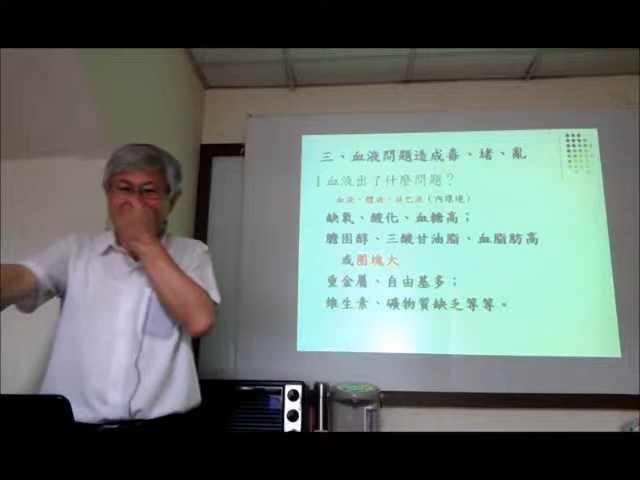 三、血液問題造成毒、堵、亂
1 血液出了什麼問題？
血液、體液、淋巴液（內環境）
缺氧、酸化、血糖高；
膽固醇、三酸甘油脂、血脂肪高
或團塊大
重金屬、自由基多；
維生素、礦物質缺乏等等。